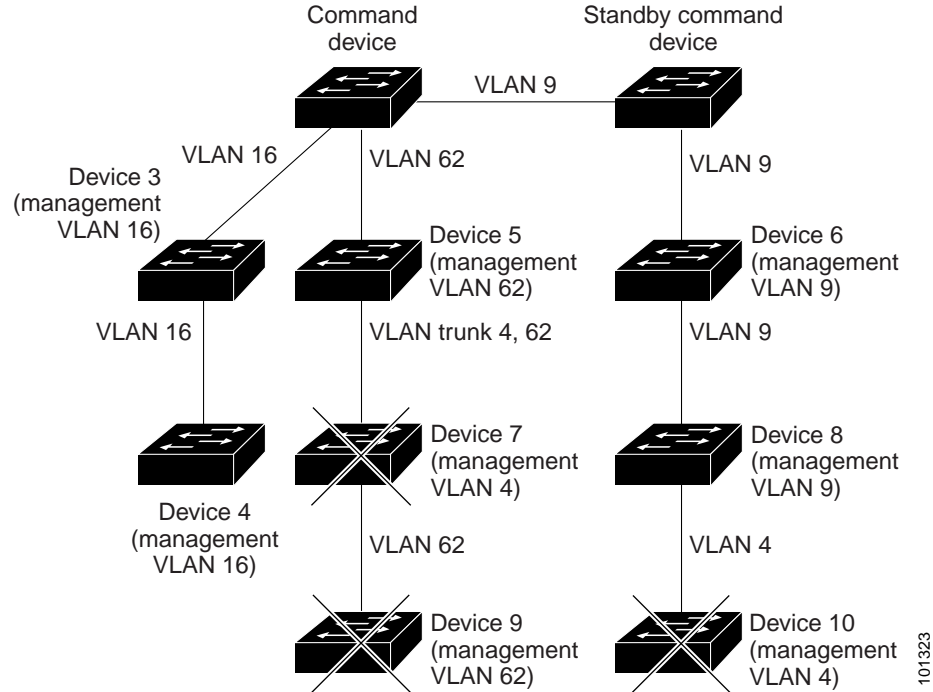 Command
device
Standby command
device
VLAN 9
VLAN 16
VLAN 62
VLAN 9
Device 3
(management
VLAN 16)
Device 5
(management
VLAN 62)
Device 6
(management
VLAN 9)
VLAN 16
VLAN trunk 4, 62
VLAN 9
Device 7
(management
VLAN 4)
Device 8
(management
VLAN 9)
Device 4
(management
VLAN 16)
VLAN 62
VLAN 4
Device 9
(management
VLAN 62)
Device 10
(management
VLAN 4)
101323